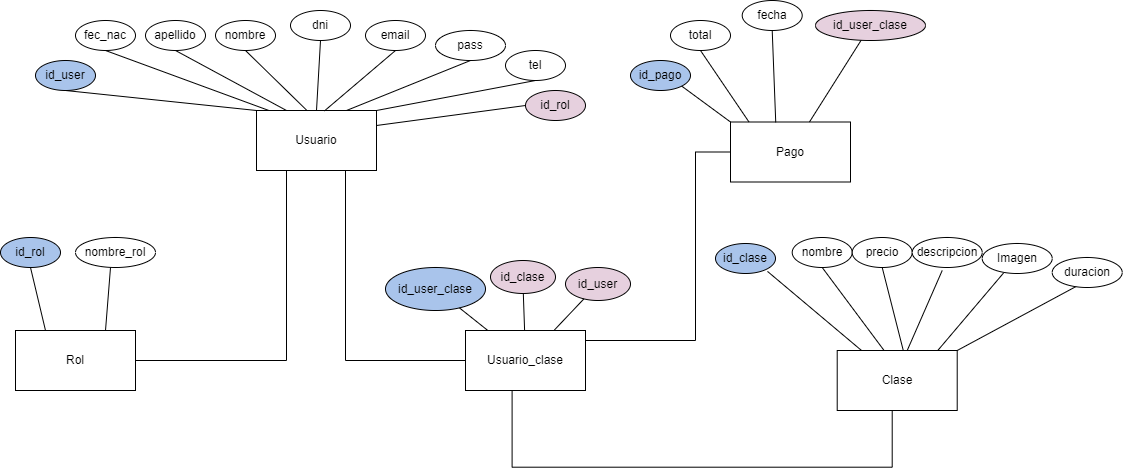 fec_nac
apellido
nombre
dni
email
pass
tel
id_user
id_rol
Usuario
total
fecha
id_user_clase
id_pago
Pago
id_rol
nombre_rol
Rol
id_user_clase
id_clase
id_user
Usuario_clase
id_clase
nombre
precio
descripcion
Imagen
duracion
Clase